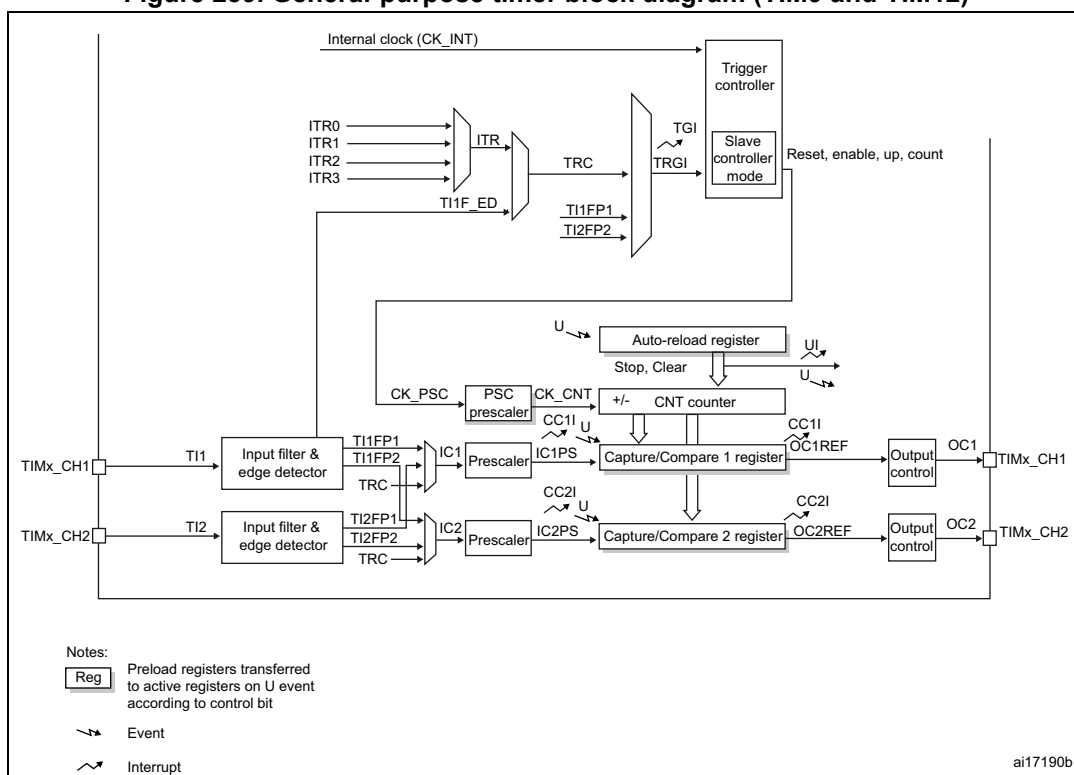 General-purpose timer block diagram (TIM9 and TIM12)
Internal clock (CK_INT)
Trigger
controller
ITR0
ITR1
ITR2
ITR3
ITR
TGI
TRC
TRGI
Slave
controller
mode
Reset, enable, up, count
TI1F_ED
TI1FP1
TI2FP2
U
Auto-reload register
UI
Stop, Clear
U
CK_PSC
PSC
prescaler
CK_CNT
+/-
CNT counter
TIMx_CH1
TI1
Input filter &
edge detector
TI1FP1
TI1FP2
TRC
IC1
Prescaler
CC1I
U
IC1PS
Capture/Compare 1 register
CC1I
OC1REF
Output
control
OC1
TIMx_CH1
TIMx_CH2
TI2
Input filter &
edge detector
TI2FP1
TI2FP2
TRC
IC2
Prescaler
CC2I
U
IC2PS
Capture/Compare 2 register
CC2I
OC2REF
Output
control
OC2
TIMx_CH2
Notes:
Reg
Preload registers transferred
to active registers on U event
according to control bit
Event
Interrupt
ai17190b